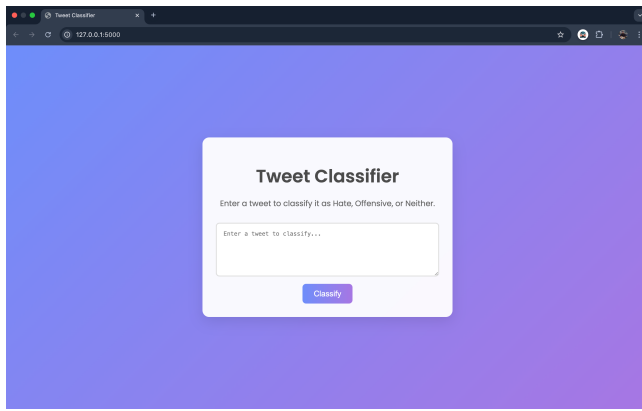 Tweet Classifier
127.0.0.1:5000
Tweet Classifier
Enter a tweet to classify it as Hate, Offensive, or Neither.
Enter a tweet to classify...
Classify